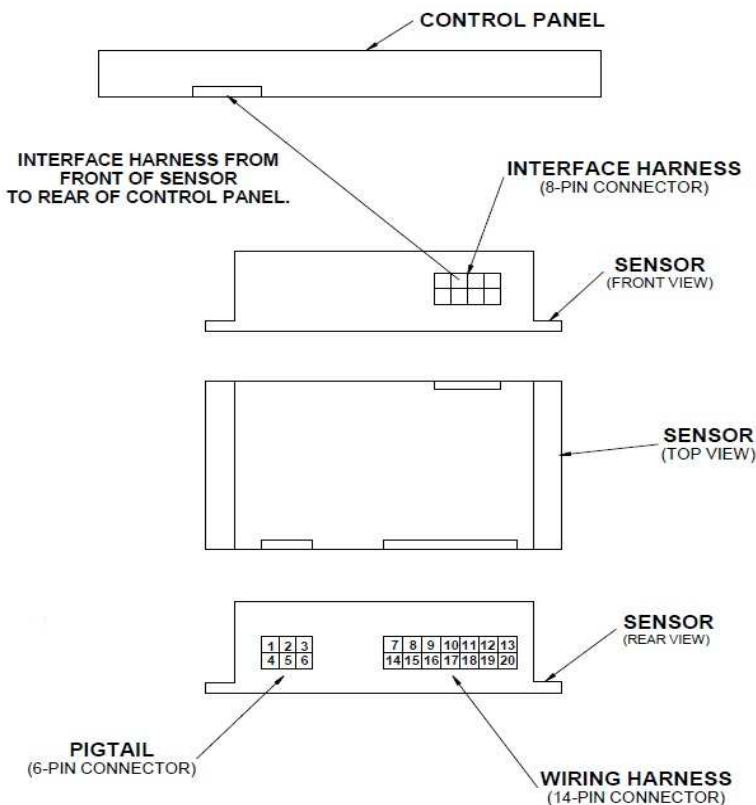 CONTROL PANEL
INTERFACE HARNESS FROM
FRONT OF SENSOR
TO REAR OF CONTROL PANEL.
INTERFACE HARNESS
(8-PIN CONNECTOR)
SENSOR
(FRONT VIEW)
SENSOR
(TOP VIEW)
SENSOR
(REAR VIEW)
1 2 3
4 5 6
7 8 9 10 11 12 13
14 15 16 17 18 19 20
PIGTAIL
(6-PIN CONNECTOR)
WIRING HARNESS
(14-PIN CONNECTOR)